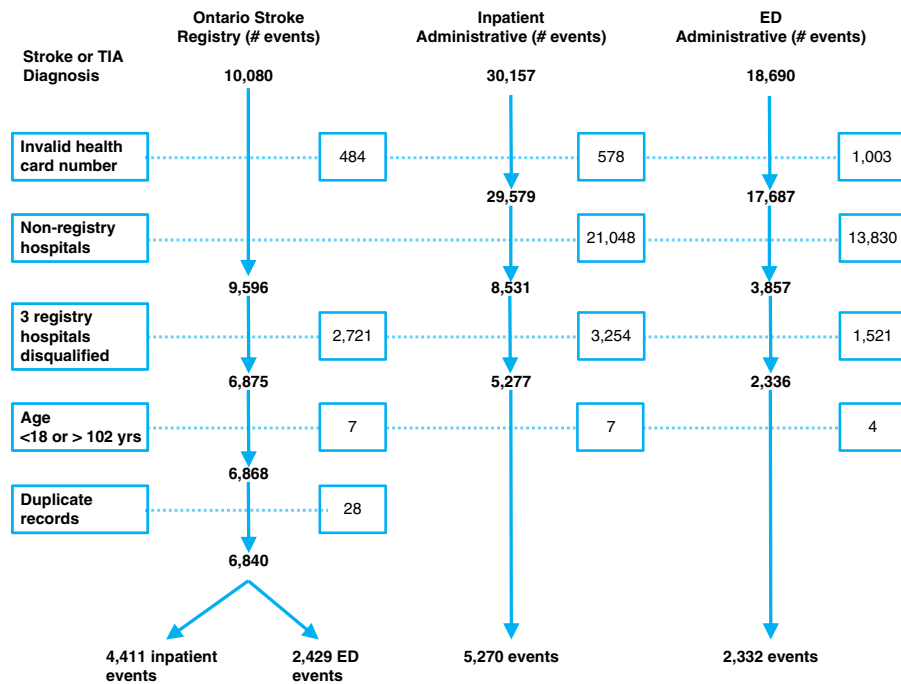 Ontario Stroke
Registry (# events)
Inpatient
Administrative (# events)
ED
Administrative (# events)
Stroke or TIA
Diagnosis
10,080
30,157
18,690
Invalid health
card number
484
578
1,003
29,579
17,687
Non-registry
hospitals
21,048
13,830
9,596
8,531
3,857
3 registry
hospitals
disqualified
2,721
3,254
1,521
6,875
5,277
2,336
Age
<18 or > 102 yrs
7
7
4
6,868
Duplicate
records
28
6,840
4,411 inpatient
events
2,429 ED
events
5,270 events
2,332 events